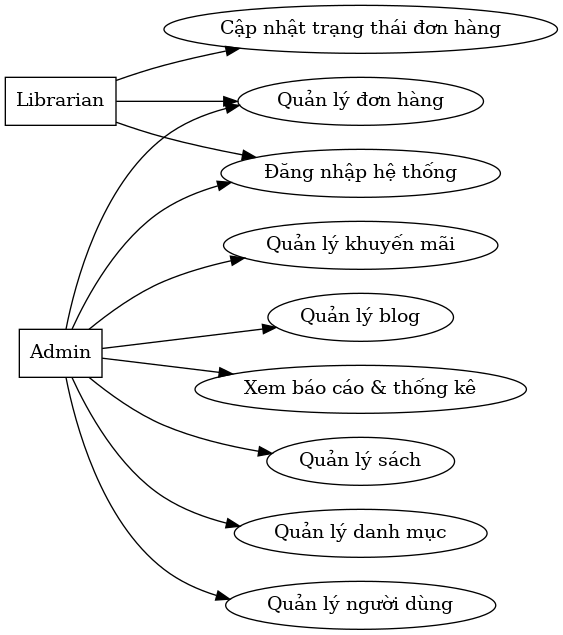 Cập nhật trạng thái đơn hàng
Librarian
Quản lý đơn hàng
Đăng nhập hệ thống
Quản lý khuyến mãi
Quản lý blog
Admin
Xem báo cáo & thống kê
Quản lý sách
Quản lý danh mục
Quản lý người dùng